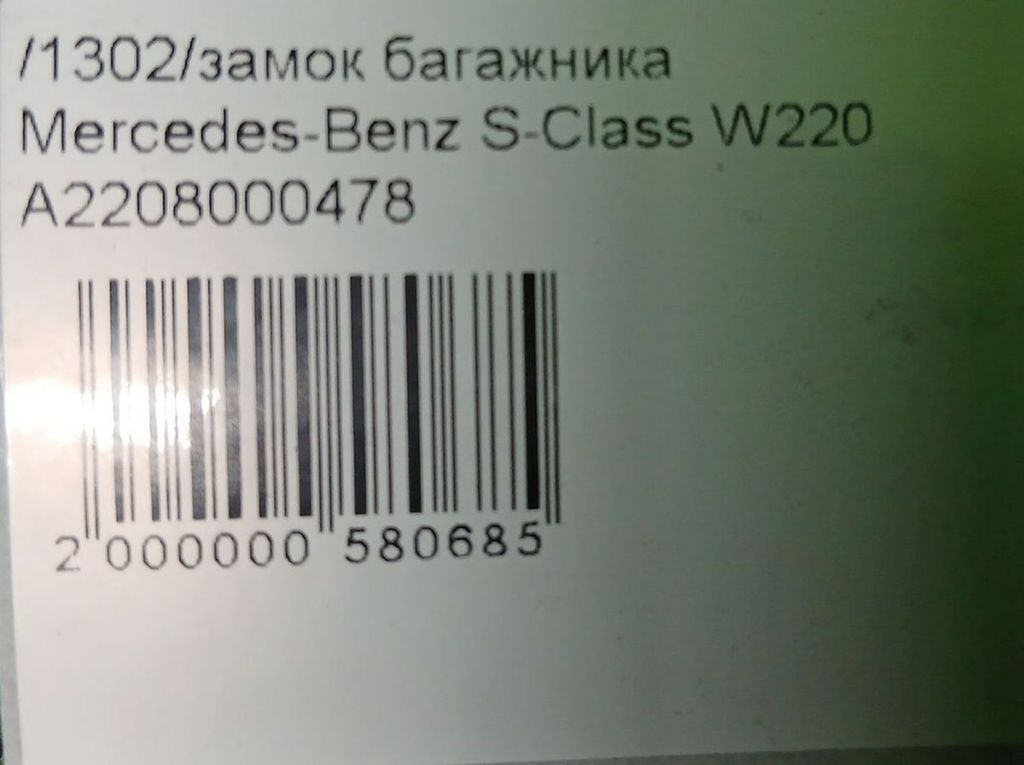 /1302/замок багажника
Mercedes-Benz S-Class W220
A2208000478
2 000000 580685